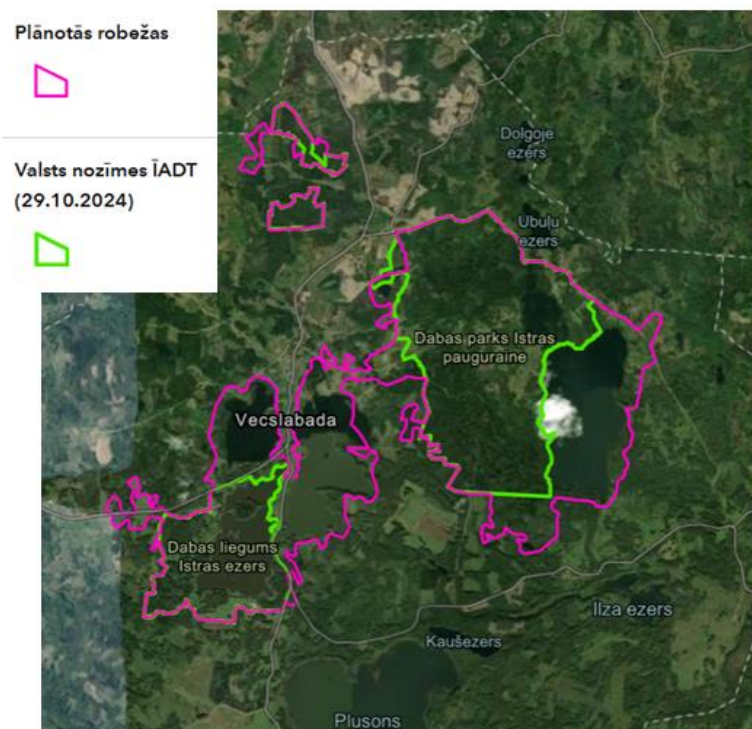 Plānotās robežas
Valsts nozīmes ĪADT
(29.10.2024)
Dolgoje
ezers
Ubuļu
ezers
Dabas parks Istras
pauguraine
Vecslabada
Dabas liegums
Istras ezers
Ilza ezers
Kaušezers
Plusons